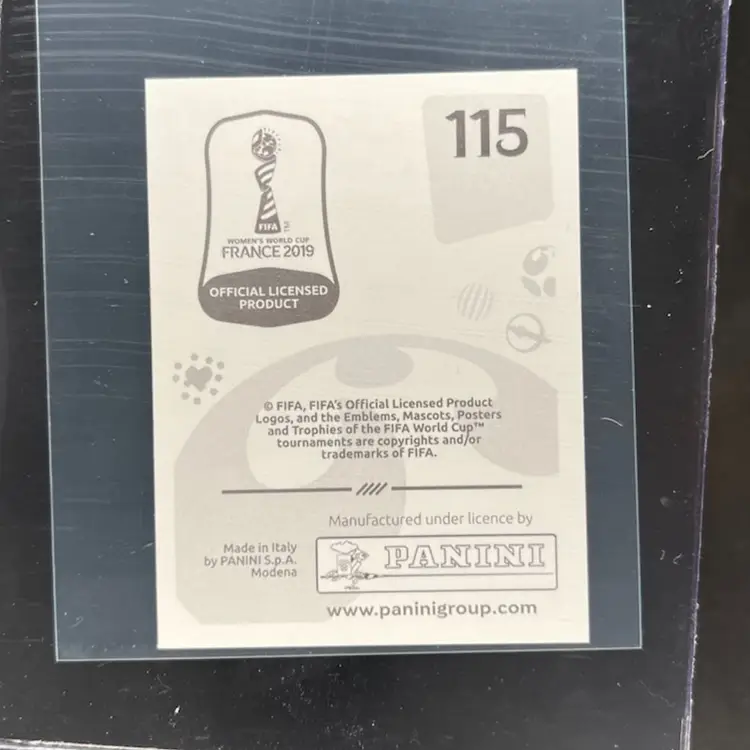 115
FIFA
TM
WOMEN'S WORLD CUP
FRANCE 2019
OFFICIAL LICENSED
PRODUCT
© FIFA, FIFA's Official Licensed Product
Logos, and the Emblems, Mascots, Posters
and Trophies of the FIFA World Cup™
tournaments are copyrights and/or
trademarks of FIFA.
Manufactured under licence by
Made in Italy
by PANINI S.p.A.
Modena
PANINI
www.paninigroup.com